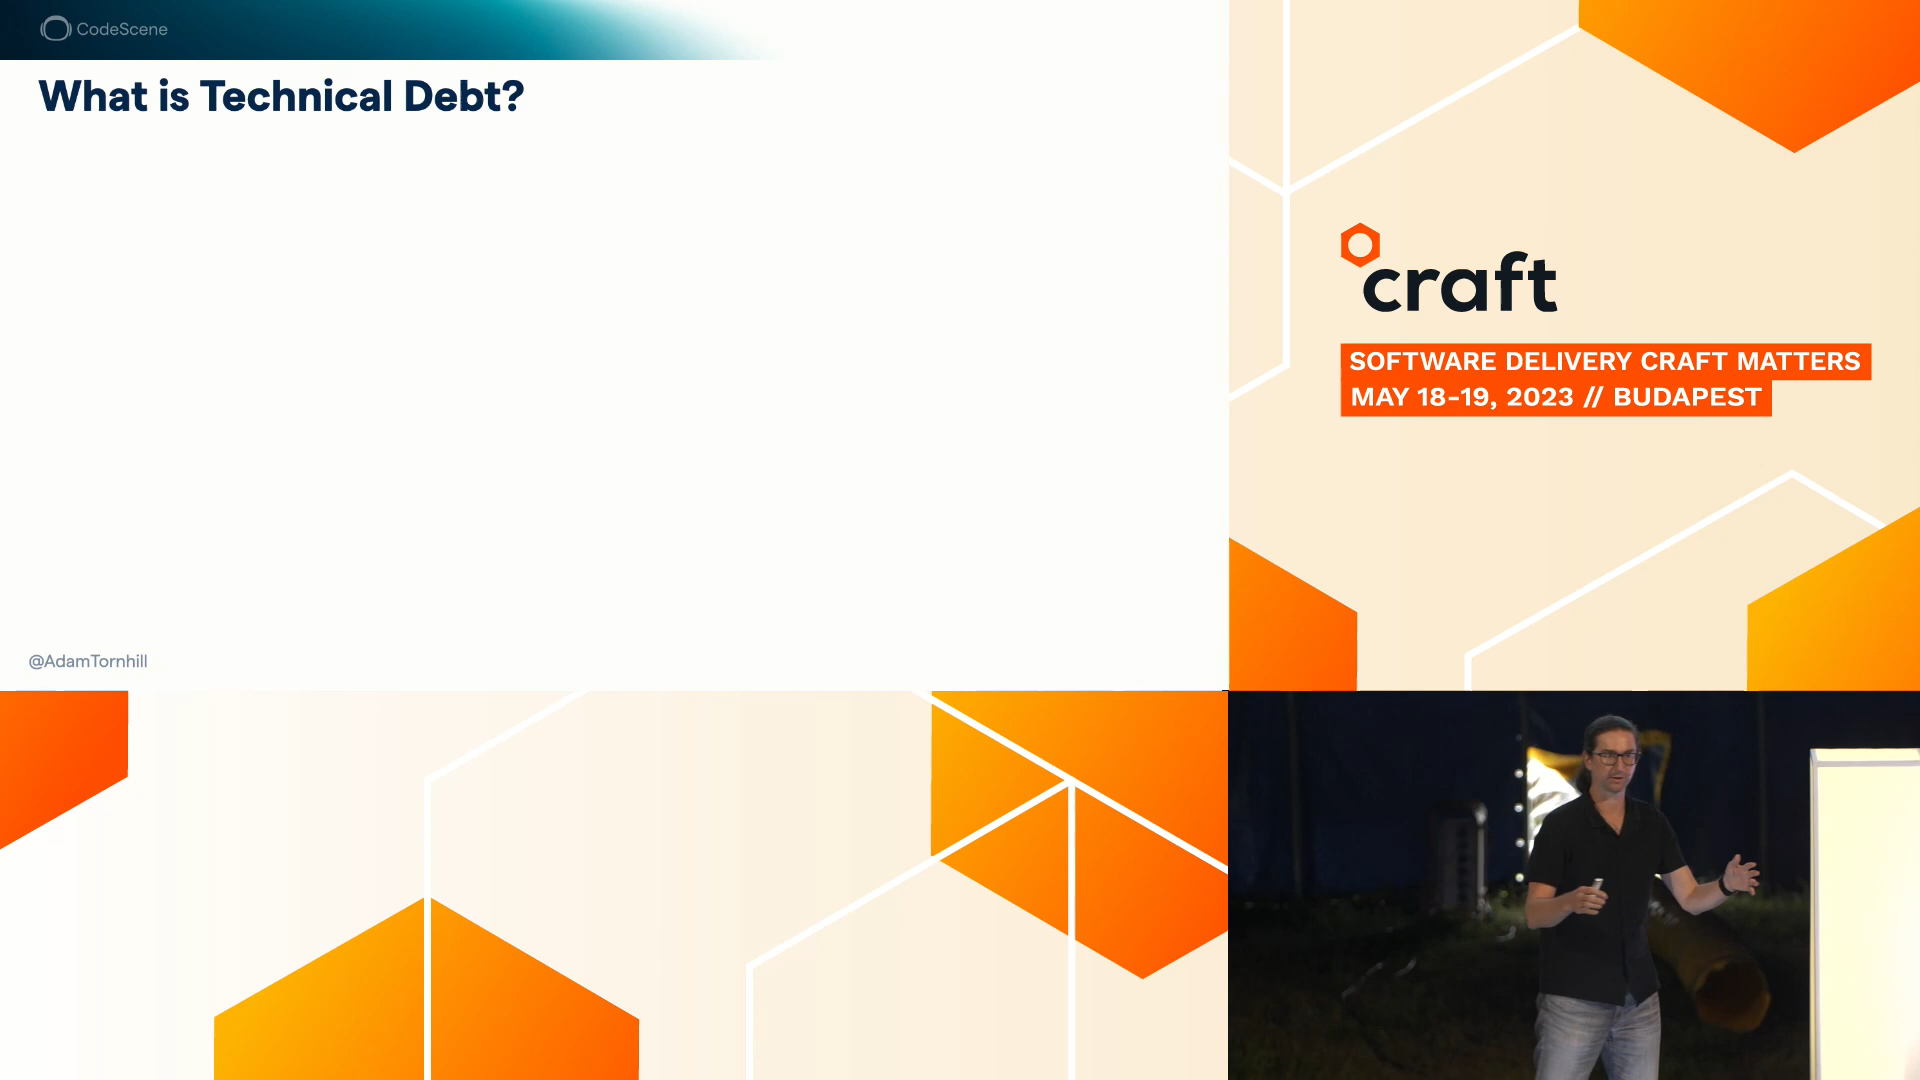 CodeScene
What is Technical Debt?
@AdamTornhill
craft
SOFTWARE DELIVERY CRAFT MATTERS
MAY 18-19, 2023 // BUDAPEST